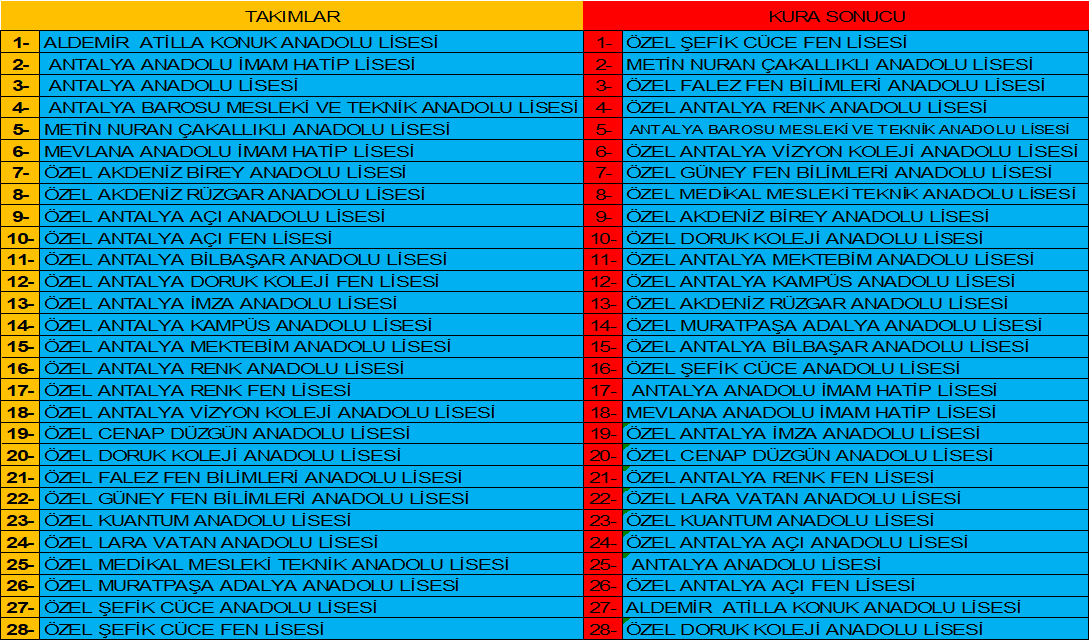 TAKIMLAR KURA SONUCU
1- ALDEMİR ATİLLA KONUK ANADOLU LİSESİ 1- ÖZEL ŞEFİK CÜCE FEN LİSESİ
2- ANTALYA ANADOLU İMAM HATİP LİSESİ 2- METİN NURAN ÇAKALLIKLI ANADOLU LİSESİ
3- ANTALYA ANADOLU LİSESİ 3- ÖZEL FALEZ FEN BİLİMLERİ ANADOLU LİSESİ
4- ANTALYA BAROSU MESLEKİ VE TEKNİK ANADOLU LİSESİ 4- ÖZEL ANTALYA RENK ANADOLU LİSESİ
5- METİN NURAN ÇAKALLIKLI ANADOLU LİSESİ 5- ANTALYA BAROSU MESLEKİ VE TEKNİK ANADOLU LİSESİ
6- MEVLANA ANADOLU İMAM HATİP LİSESİ 6- ÖZEL ANTALYA VİZYON KOLEJİ ANADOLU LİSESİ
7- ÖZEL AKDENİZ BİREY ANADOLU LİSESİ 7- ÖZEL GÜNEY FEN BİLİMLERİ ANADOLU LİSESİ
8- ÖZEL AKDENİZ RÜZGAR ANADOLU LİSESİ 8- ÖZEL MEDİKAL MESLEKİ TEKNİK ANADOLU LİSESİ
9- ÖZEL ANTALYA AÇI ANADOLU LİSESİ 9- ÖZEL AKDENİZ BİREY ANADOLU LİSESİ
10- ÖZEL ANTALYA AÇI FEN LİSESİ 10- ÖZEL DORUK KOLEJİ ANADOLU LİSESİ
11- ÖZEL ANTALYA BİLBAŞAR ANADOLU LİSESİ 11- ÖZEL ANTALYA MEKTEBİM ANADOLU LİSESİ
12- ÖZEL ANTALYA DORUK KOLEJİ FEN LİSESİ 12- ÖZEL ANTALYA KAMPÜS ANADOLU LİSESİ
13- ÖZEL ANTALYA İMZA ANADOLU LİSESİ 13- ÖZEL AKDENİZ RÜZGAR ANADOLU LİSESİ
14- ÖZEL ANTALYA KAMPÜS ANADOLU LİSESİ 14- ÖZEL MURATPAŞA ADALYA ANADOLU LİSESİ
15- ÖZEL ANTALYA MEKTEBİM ANADOLU LİSESİ 15- ÖZEL ANTALYA BİLBAŞAR ANADOLU LİSESİ
16- ÖZEL ANTALYA RENK ANADOLU LİSESİ 16- ÖZEL ŞEFİK CÜCE ANADOLU LİSESİ
17- ÖZEL ANTALYA RENK FEN LİSESİ 17- ANTALYA ANADOLU İMAM HATİP LİSESİ
18- ÖZEL ANTALYA VİZYON KOLEJİ ANADOLU LİSESİ 18- MEVLANA ANADOLU İMAM HATİP LİSESİ
19- ÖZEL CENAP DÜZGÜN ANADOLU LİSESİ 19- ÖZEL ANTALYA İMZA ANADOLU LİSESİ
20- ÖZEL DORUK KOLEJİ ANADOLU LİSESİ 20- ÖZEL CENAP DÜZGÜN ANADOLU LİSESİ
21- ÖZEL FALEZ FEN BİLİMLERİ ANADOLU LİSESİ 21- ÖZEL ANTALYA RENK FEN LİSESİ
22- ÖZEL GÜNEY FEN BİLİMLERİ ANADOLU LİSESİ 22- ÖZEL LARA VATAN ANADOLU LİSESİ
23- ÖZEL KUANTUM ANADOLU LİSESİ 23- ÖZEL KUANTUM ANADOLU LİSESİ
24- ÖZEL LARA VATAN ANADOLU LİSESİ 24- ÖZEL ANTALYA AÇI ANADOLU LİSESİ
25- ÖZEL MEDİKAL MESLEKİ TEKNİK ANADOLU LİSESİ 25- ANTALYA ANADOLU LİSESİ
26- ÖZEL MURATPAŞA ADALYA ANADOLU LİSESİ 26- ÖZEL ANTALYA AÇI FEN LİSESİ
27- ÖZEL ŞEFİK CÜCE ANADOLU LİSESİ 27- ALDEMİR ATİLLA KONUK ANADOLU LİSESİ
28- ÖZEL ŞEFİK CÜCE FEN LİSESİ 28- ÖZEL DORUK KOLEJİ ANADOLU LİSESİ